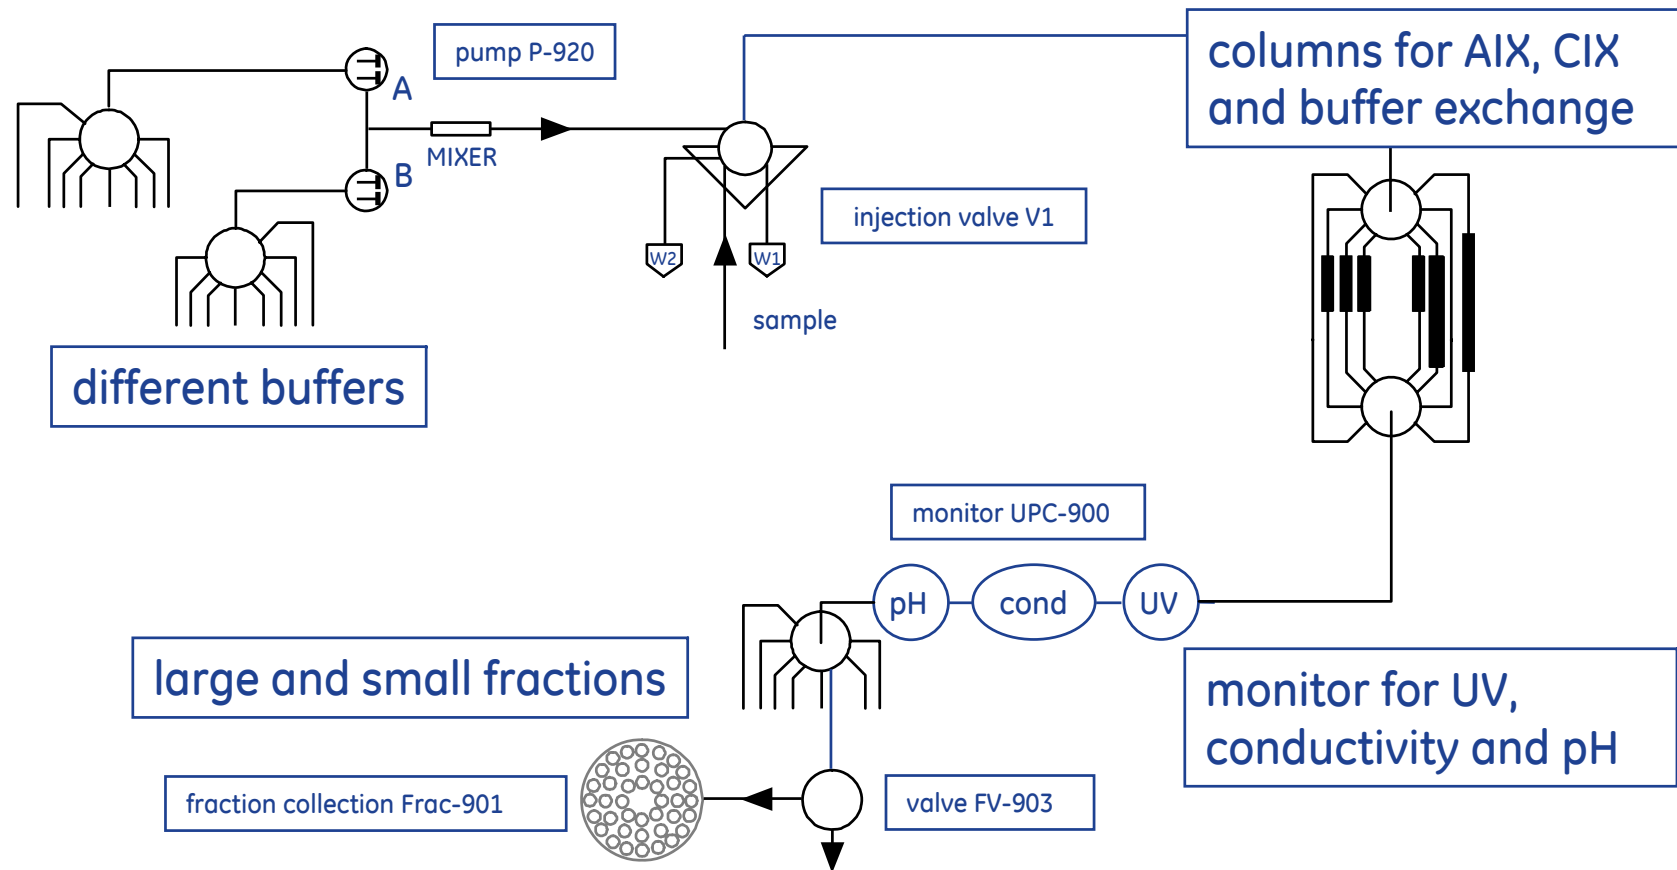 pump P-920
columns for AIX, CIX
and buffer exchange
A
MIXER
B
injection valve V1
W2
W1
sample
different buffers
monitor UPC-900
pH
cond
UV
large and small fractions
monitor for UV,
conductivity and pH
fraction collection Frac-901
valve FV-903